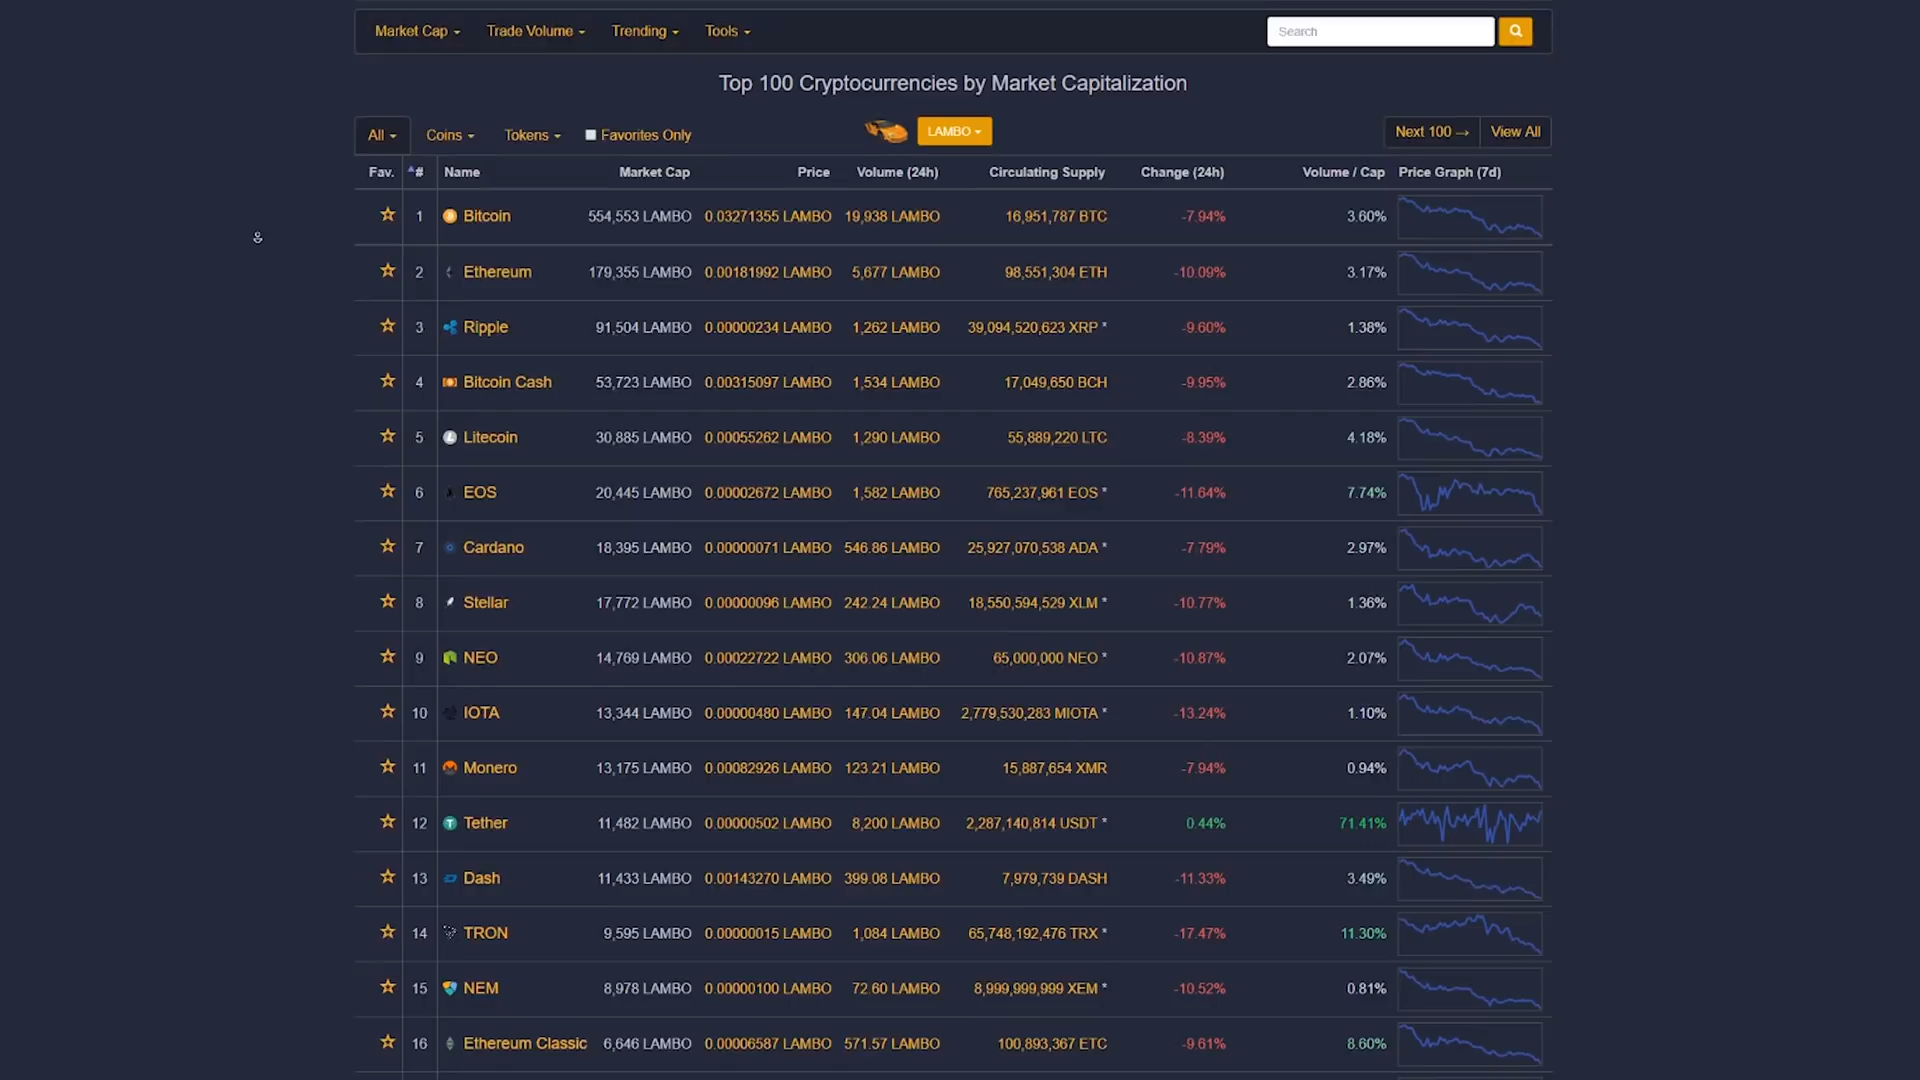 Market Cap Trade Volume Trending Tools Search
Top 100 Cryptocurrencies by Market Capitalization
All Coins Tokens Favorites Only LAMBO Next 100 → View All
Fav. # Name Market Cap Price Volume (24h) Circulating Supply Change (24h) Volume / Cap Price Graph (7d)
1 Bitcoin 554,553 LAMBO 0.03271355 LAMBO 19,938 LAMBO 16,951,787 BTC -7.94% 3.60%
2 Ethereum 179,355 LAMBO 0.00181992 LAMBO 5,677 LAMBO 98,551,304 ETH -10.09% 3.17%
3 Ripple 91,504 LAMBO 0.00000234 LAMBO 1,262 LAMBO 39,094,520,623 XRP * -9.60% 1.38%
4 Bitcoin Cash 53,723 LAMBO 0.00315097 LAMBO 1,534 LAMBO 17,049,650 BCH -9.95% 2.86%
5 Litecoin 30,885 LAMBO 0.00055262 LAMBO 1,290 LAMBO 55,889,220 LTC -8.39% 4.18%
6 EOS 20,445 LAMBO 0.00002672 LAMBO 1,582 LAMBO 765,237,961 EOS * -11.64% 7.74%
7 Cardano 18,395 LAMBO 0.00000071 LAMBO 546.86 LAMBO 25,927,070,538 ADA * -7.79% 2.97%
8 Stellar 17,772 LAMBO 0.00000096 LAMBO 242.24 LAMBO 18,550,594,529 XLM * -10.77% 1.36%
9 NEO 14,769 LAMBO 0.00022722 LAMBO 306.06 LAMBO 65,000,000 NEO * -10.87% 2.07%
10 IOTA 13,344 LAMBO 0.00000480 LAMBO 147.04 LAMBO 2,779,530,283 MIOTA * -13.24% 1.10%
11 Monero 13,175 LAMBO 0.00082926 LAMBO 123.21 LAMBO 15,887,654 XMR -7.94% 0.94%
12 Tether 11,482 LAMBO 0.00000502 LAMBO 8,200 LAMBO 2,287,140,814 USDT * 0.44% 71.41%
13 Dash 11,433 LAMBO 0.00143270 LAMBO 399.08 LAMBO 7,979,739 DASH -11.33% 3.49%
14 TRON 9,595 LAMBO 0.00000015 LAMBO 1,084 LAMBO 65,748,192,476 TRX * -17.47% 11.30%
15 NEM 8,978 LAMBO 0.00000100 LAMBO 72.60 LAMBO 8,999,999,999 XEM * -10.52% 0.81%
16 Ethereum Classic 6,646 LAMBO 0.00006587 LAMBO 571.57 LAMBO 100,893,367 ETC -9.61% 8.60%